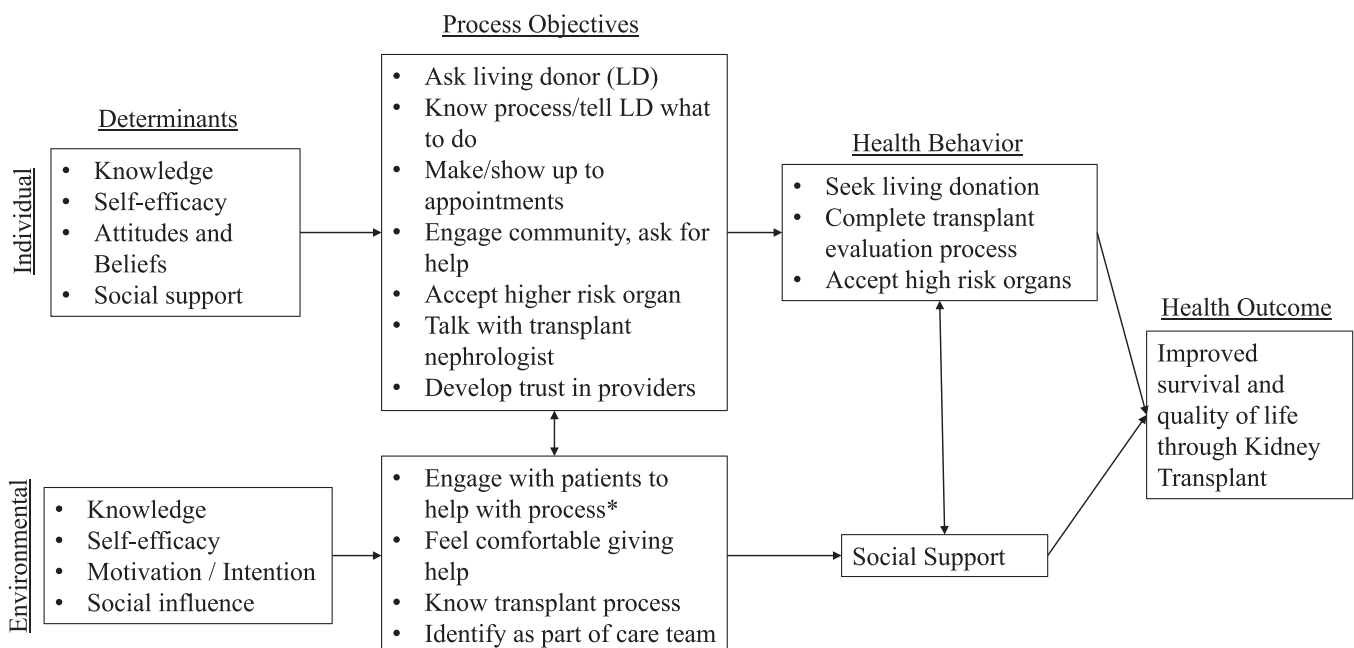 Process Objectives
Determinants
Health Behavior
Health Outcome
Individual
• Knowledge
• Self-efficacy
• Attitudes and
Beliefs
• Social support
• Ask living donor (LD)
• Know process/tell LD what
to do
• Make/show up to
appointments
• Engage community, ask for
help
• Accept higher risk organ
• Talk with transplant
nephrologist
• Develop trust in providers
• Seek living donation
• Complete transplant
evaluation process
• Accept high risk organs
Improved
survival and
quality of life
through Kidney
Transplant
Environmental
• Knowledge
• Self-efficacy
• Motivation / Intention
• Social influence
• Engage with patients to
help with process*
• Feel comfortable giving
help
• Know transplant process
• Identify as part of care team
Social Support